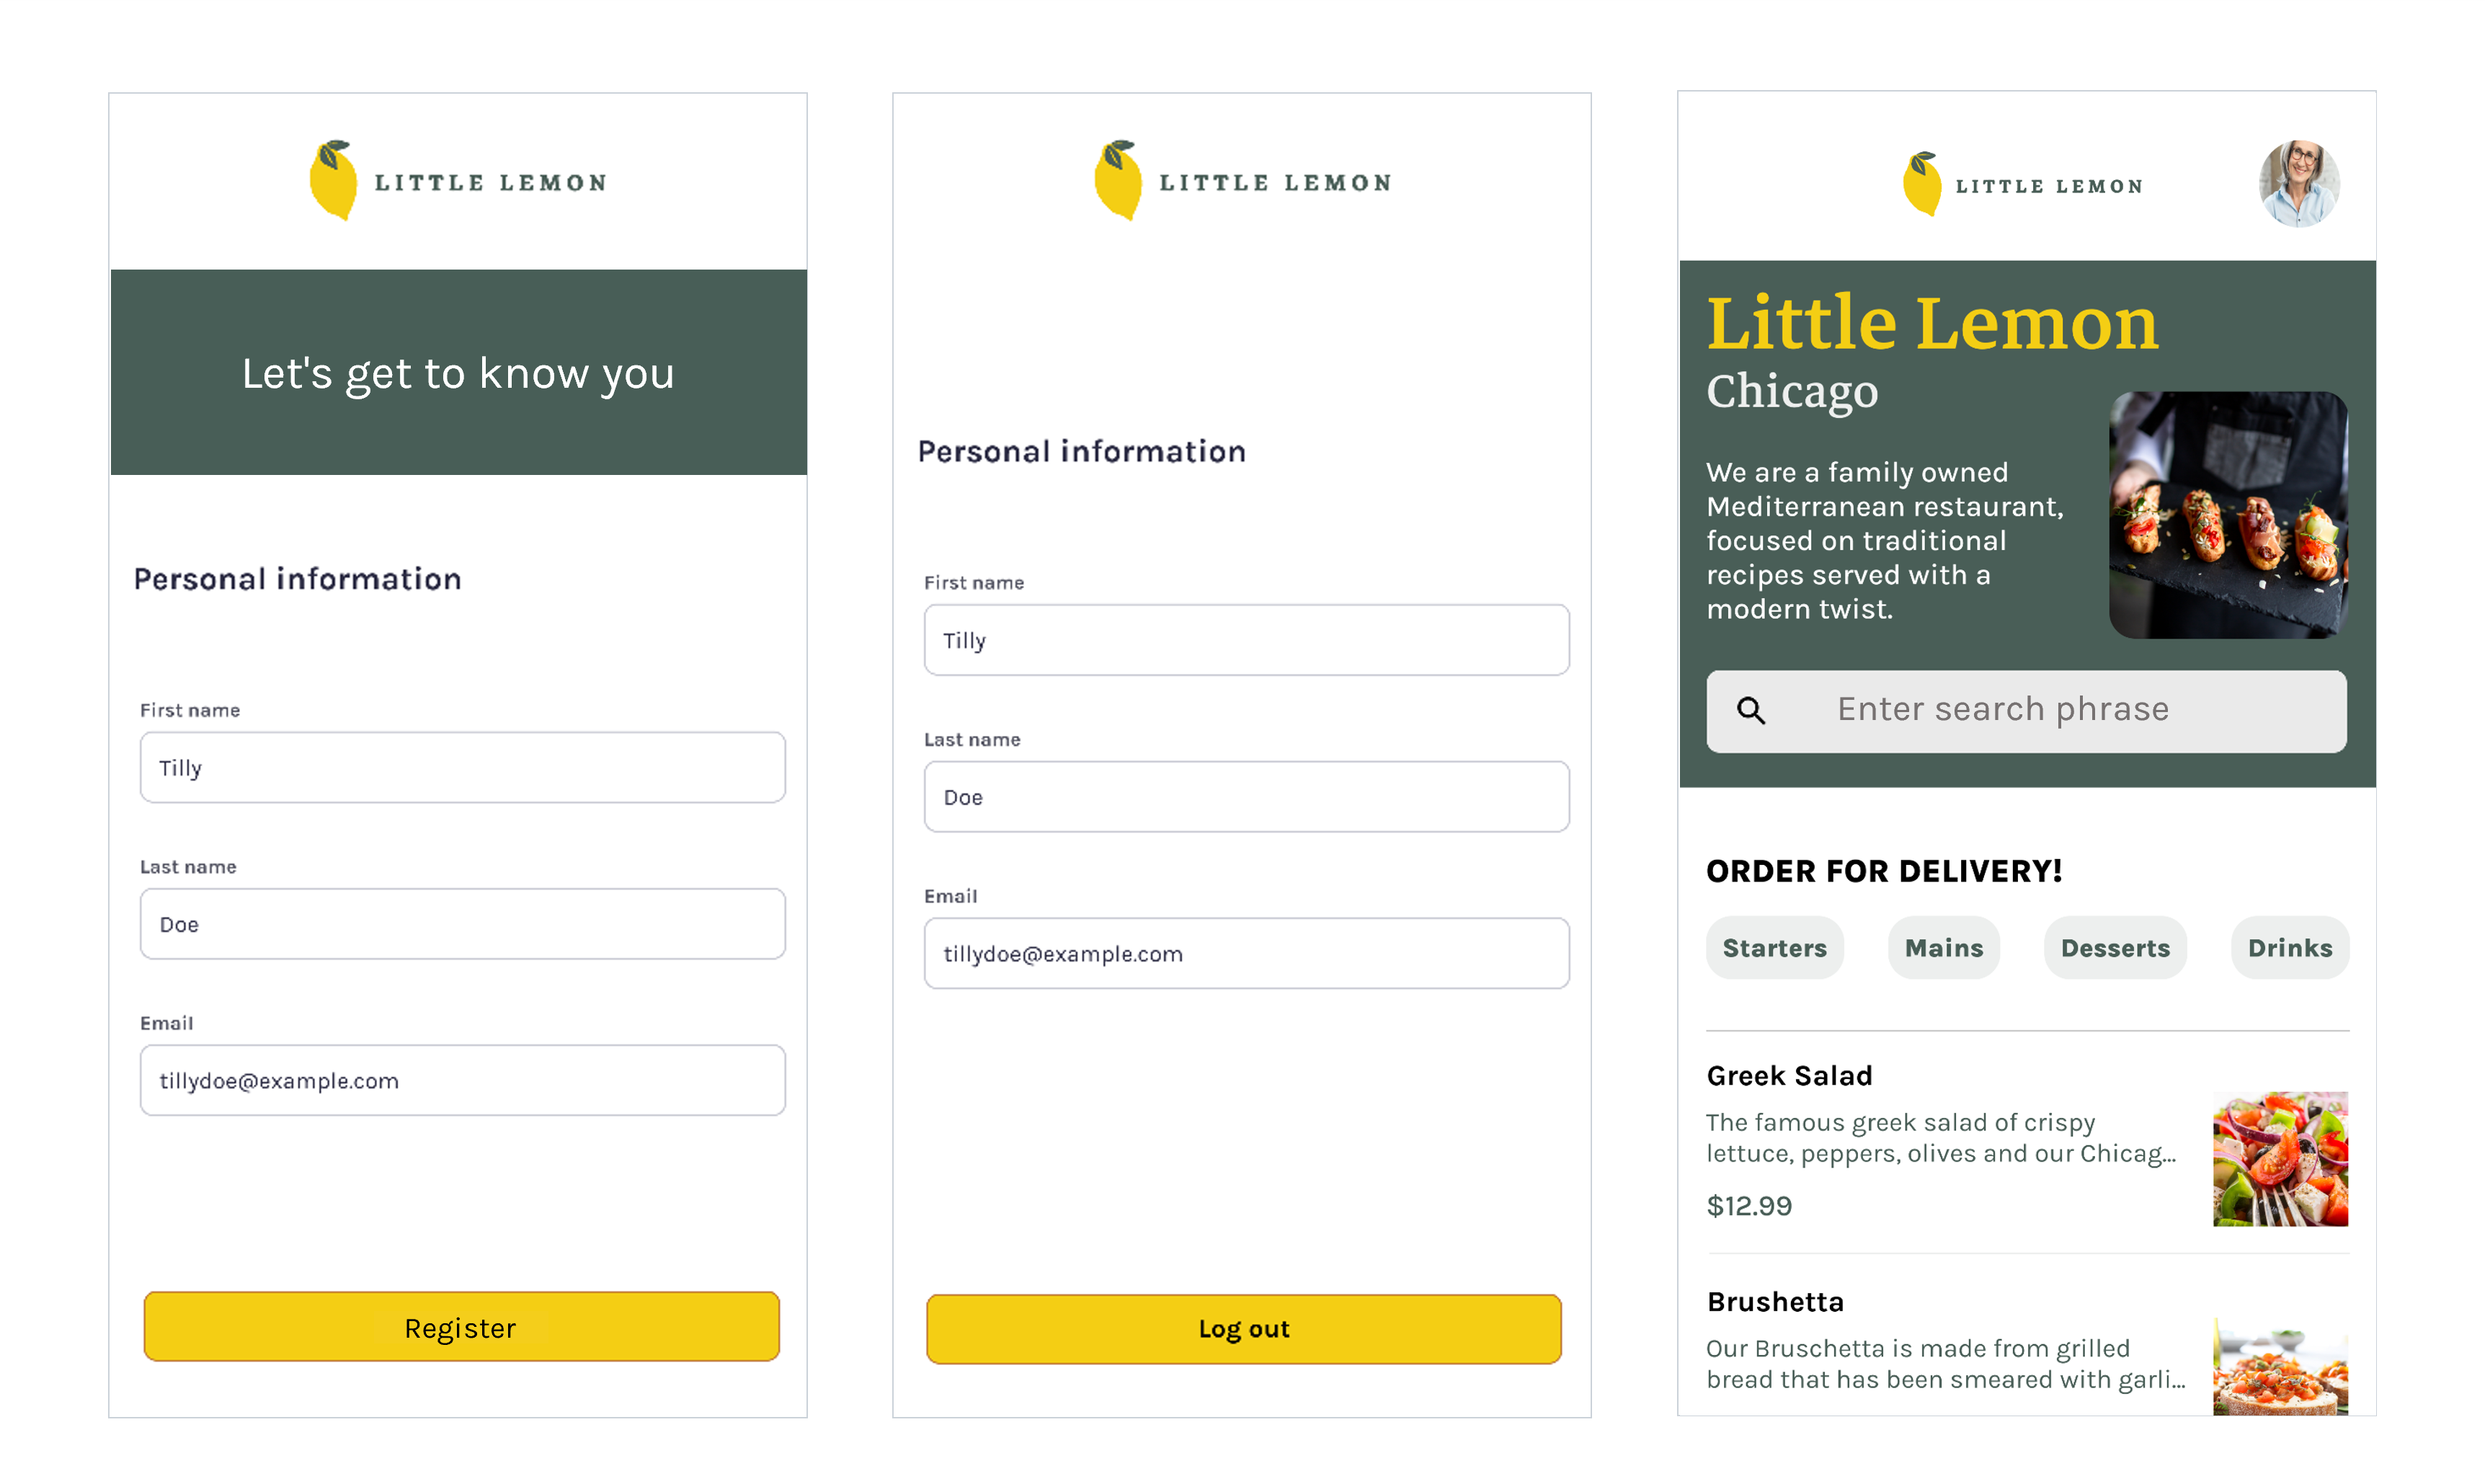 LITTLE LEMON
Let's get to know you
Personal information
First name
Tilly
Last name
Doe
Email
tillydoe@example.com
Register
LITTLE LEMON
Personal information
First name
Tilly
Last name
Doe
Email
tillydoe@example.com
Log out
LITTLE LEMON
Little Lemon
Chicago
We are a family owned
Mediterranean restaurant,
focused on traditional
recipes served with a
modern twist.
Enter search phrase
ORDER FOR DELIVERY!
Starters Mains Desserts Drinks
Greek Salad
The famous greek salad of crispy
lettuce, peppers, olives and our Chicag...
$12.99
Brushetta
Our Bruschetta is made from grilled
bread that has been smeared with garli...